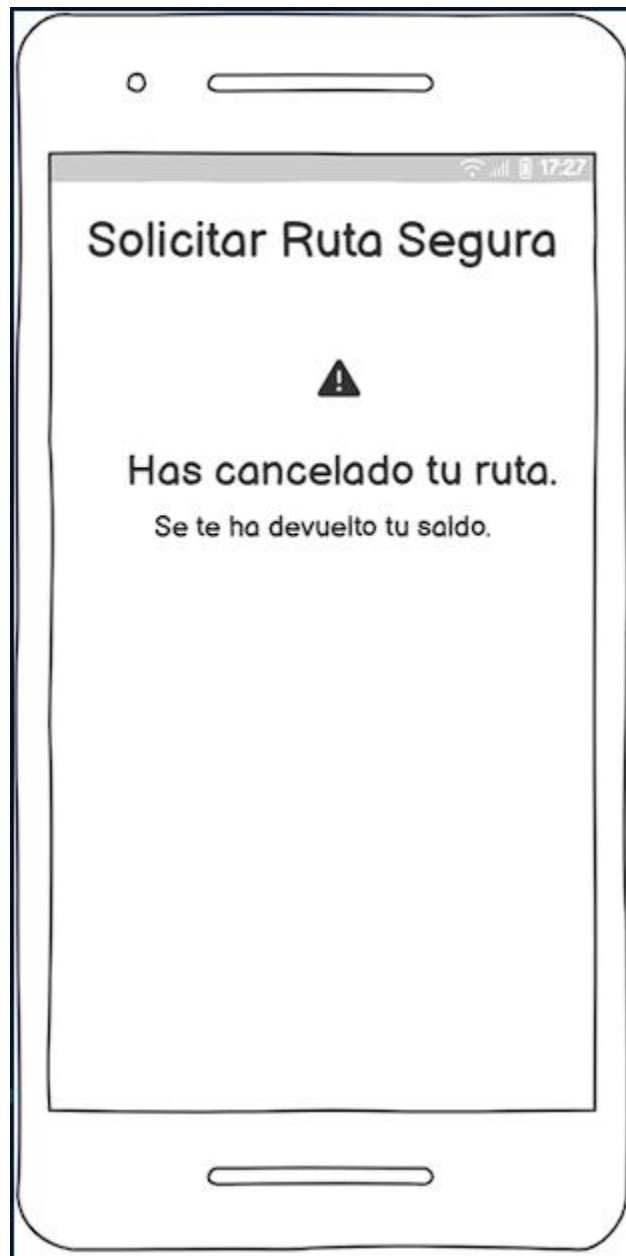 17:27
Solicitar Ruta Segura
Has cancelado tu ruta.
Se te ha devuelto tu saldo.